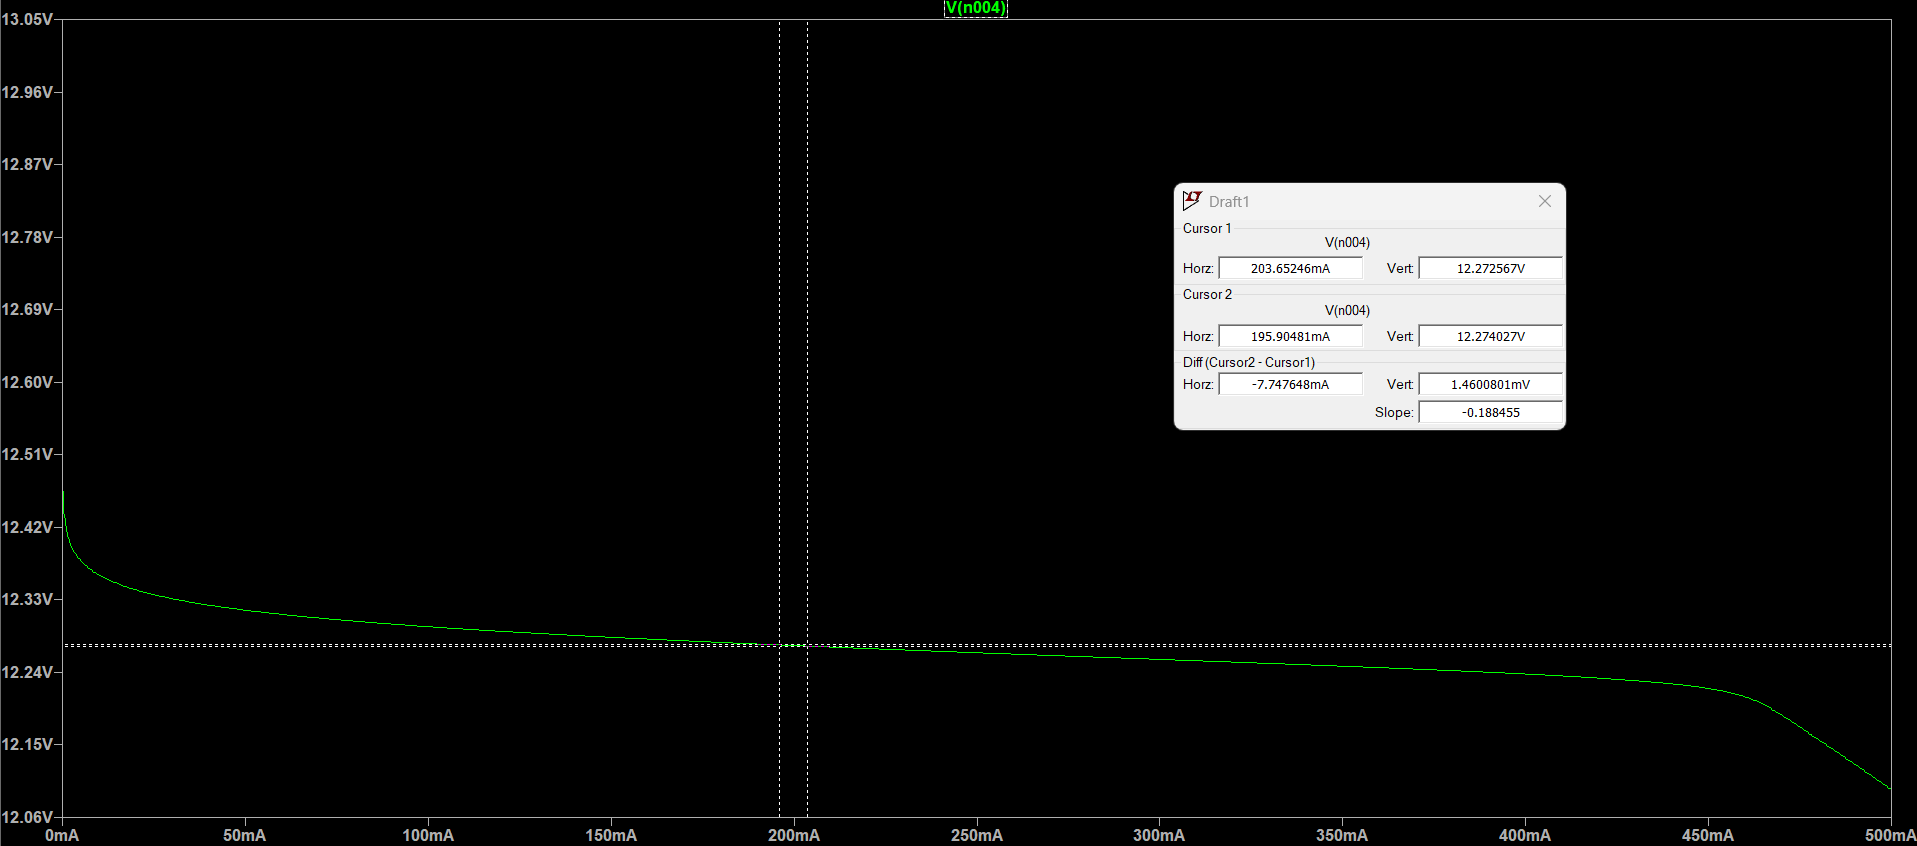 V(n004)
13.05V
12.96V
12.87V
12.78V
12.69V
12.60V
12.51V
12.42V
12.33V
12.24V
12.15V
12.06V
0mA 50mA 100mA 150mA 200mA 250mA 300mA 350mA 400mA 450mA 500mA
Draft1
Cursor 1
V(n004)
Horz: 203.65246mA Vert: 12.272567V
Cursor 2
V(n004)
Horz: 195.90481mA Vert: 12.274027V
Diff (Cursor2 - Cursor1)
Horz: -7.747648mA Vert: 1.4600801mV
Slope: -0.188455